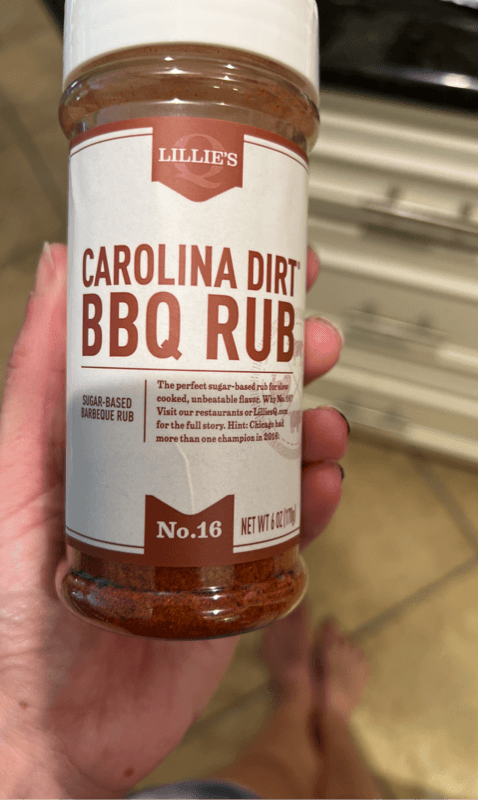 LILLIE'S
Q
CAROLINA DIRT®
BBQ RUB
SUGAR-BASED
BARBEQUE RUB
The perfect sugar-based rub for slow
cooked, unbeatable flavor. Why No.16?
Visit our restaurants or LilliesQ.com
for the full story. Hint: Chicago had
more than one champion in 2016.
No.16
NET WT 6 OZ (170g)